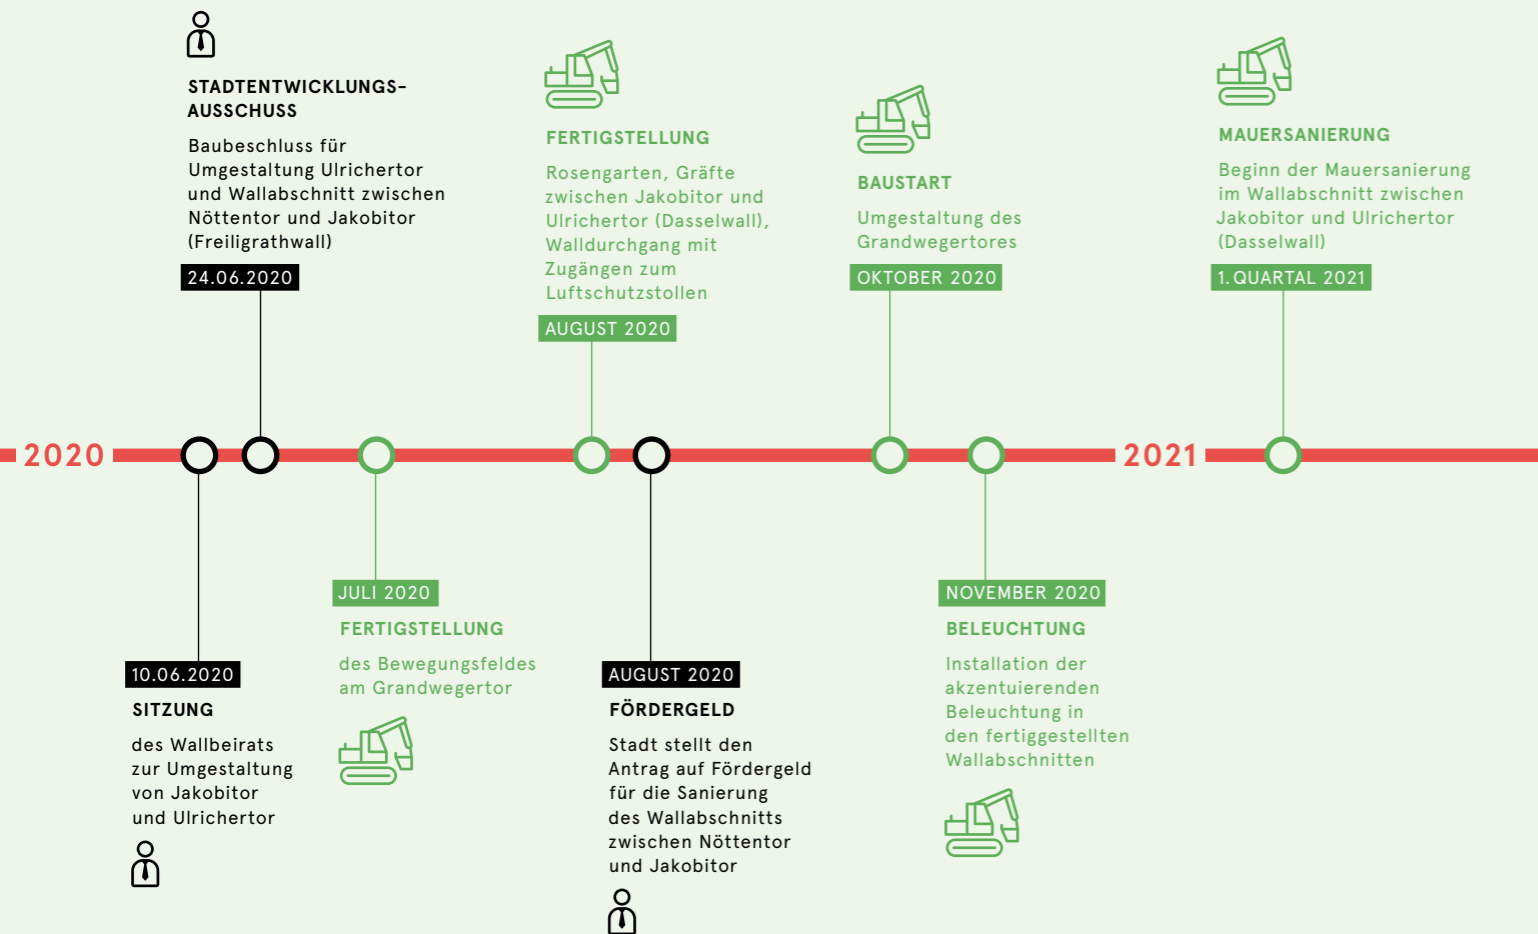 STADTENTWICKLUNGS-
AUSSCHUSS
Baubeschluss für
Umgestaltung Ulrichertor
und Wallabschnitt zwischen
Nöttentor und Jakobitor
(Freiligrathwall)
24.06.2020
FERTIGSTELLUNG
Rosengarten, Gräfte
zwischen Jakobitor und
Ulrichertor (Dasselwall),
Walldurchgang mit
Zugängen zum
Luftschutzstollen
AUGUST 2020
BAUSTART
Umgestaltung des
Grandwegertores
OKTOBER 2020
MAUERSANIERUNG
Beginn der Mauersanierung
im Wallabschnitt zwischen
Jakobitor und Ulrichertor
(Dasselwall)
1. QUARTAL 2021
2020
2021
10.06.2020
SITZUNG
des Wallbeirats
zur Umgestaltung
von Jakobitor
und Ulrichertor
JULI 2020
FERTIGSTELLUNG
des Bewegungsfeldes
am Grandwegertor
AUGUST 2020
FÖRDERGELD
Stadt stellt den
Antrag auf Fördergeld
für die Sanierung
des Wallabschnitts
zwischen Nöttentor
und Jakobitor
NOVEMBER 2020
BELEUCHTUNG
Installation der
akzentuierenden
Beleuchtung in
den fertiggestellten
Wallabschnitten